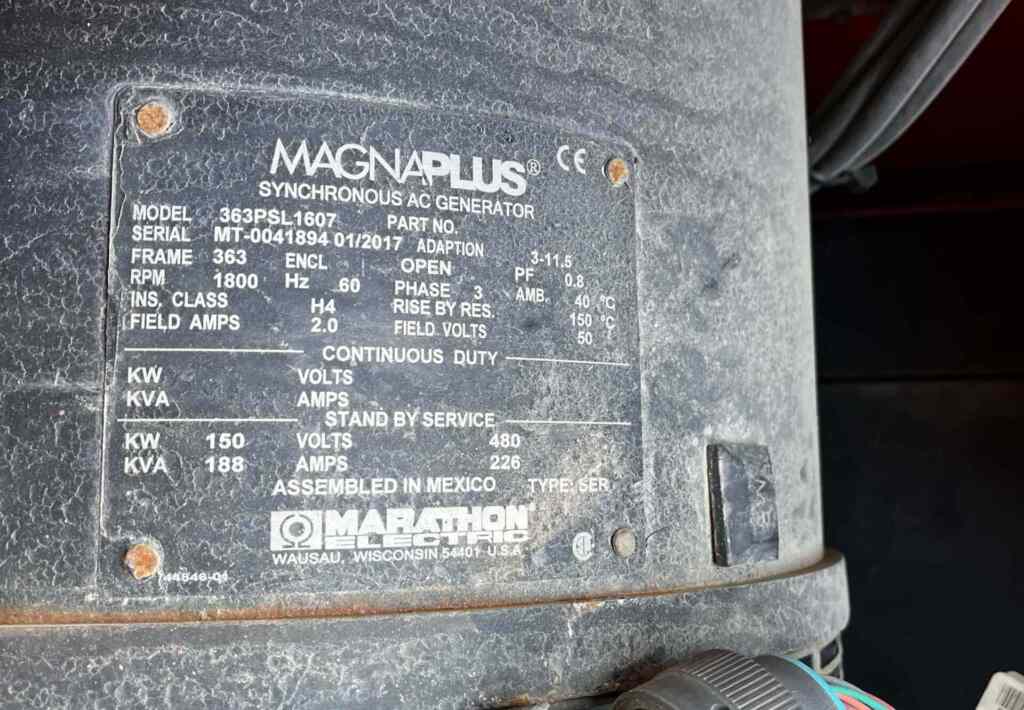 MAGNAPLUS® CE
SYNCHRONOUS AC GENERATOR
MODEL 363PSL1607 PART NO.
SERIAL MT-0041894 01/2017 ADAPTION 3-11.5
FRAME 363 ENCL OPEN PF 0.8
RPM 1800 Hz 60 PHASE 3 AMB. 40 °C
INS. CLASS H4 RISE BY RES. 150 °C
FIELD AMPS 2.0 FIELD VOLTS 50
CONTINUOUS DUTY
KW VOLTS
KVA AMPS
STAND BY SERVICE
KW 150 VOLTS 480
KVA 188 AMPS 226
ASSEMBLED IN MEXICO TYPE: SER
MARATHON
ELECTRIC
WAUSAU, WISCONSIN 54401 U.S.A.